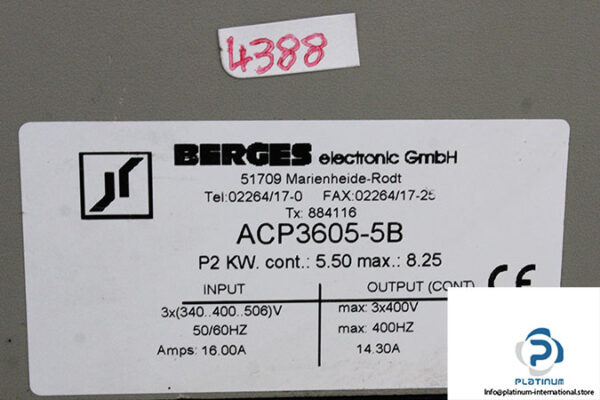 4388
BERGES electronic GmbH
51709 Marienheide-Rodt
Tel:02264/17-0 FAX:02264/17-25
Tx: 884116
ACP3605-5B
P2 KW. cont.: 5.50 max.: 8.25
INPUT
3x(340..400..506)V
50/60HZ
Amps: 16.00A
OUTPUT (CONT)
max: 3x400V
max: 400HZ
14.30A
CE
PLATINUM
Info@platinum-international.store